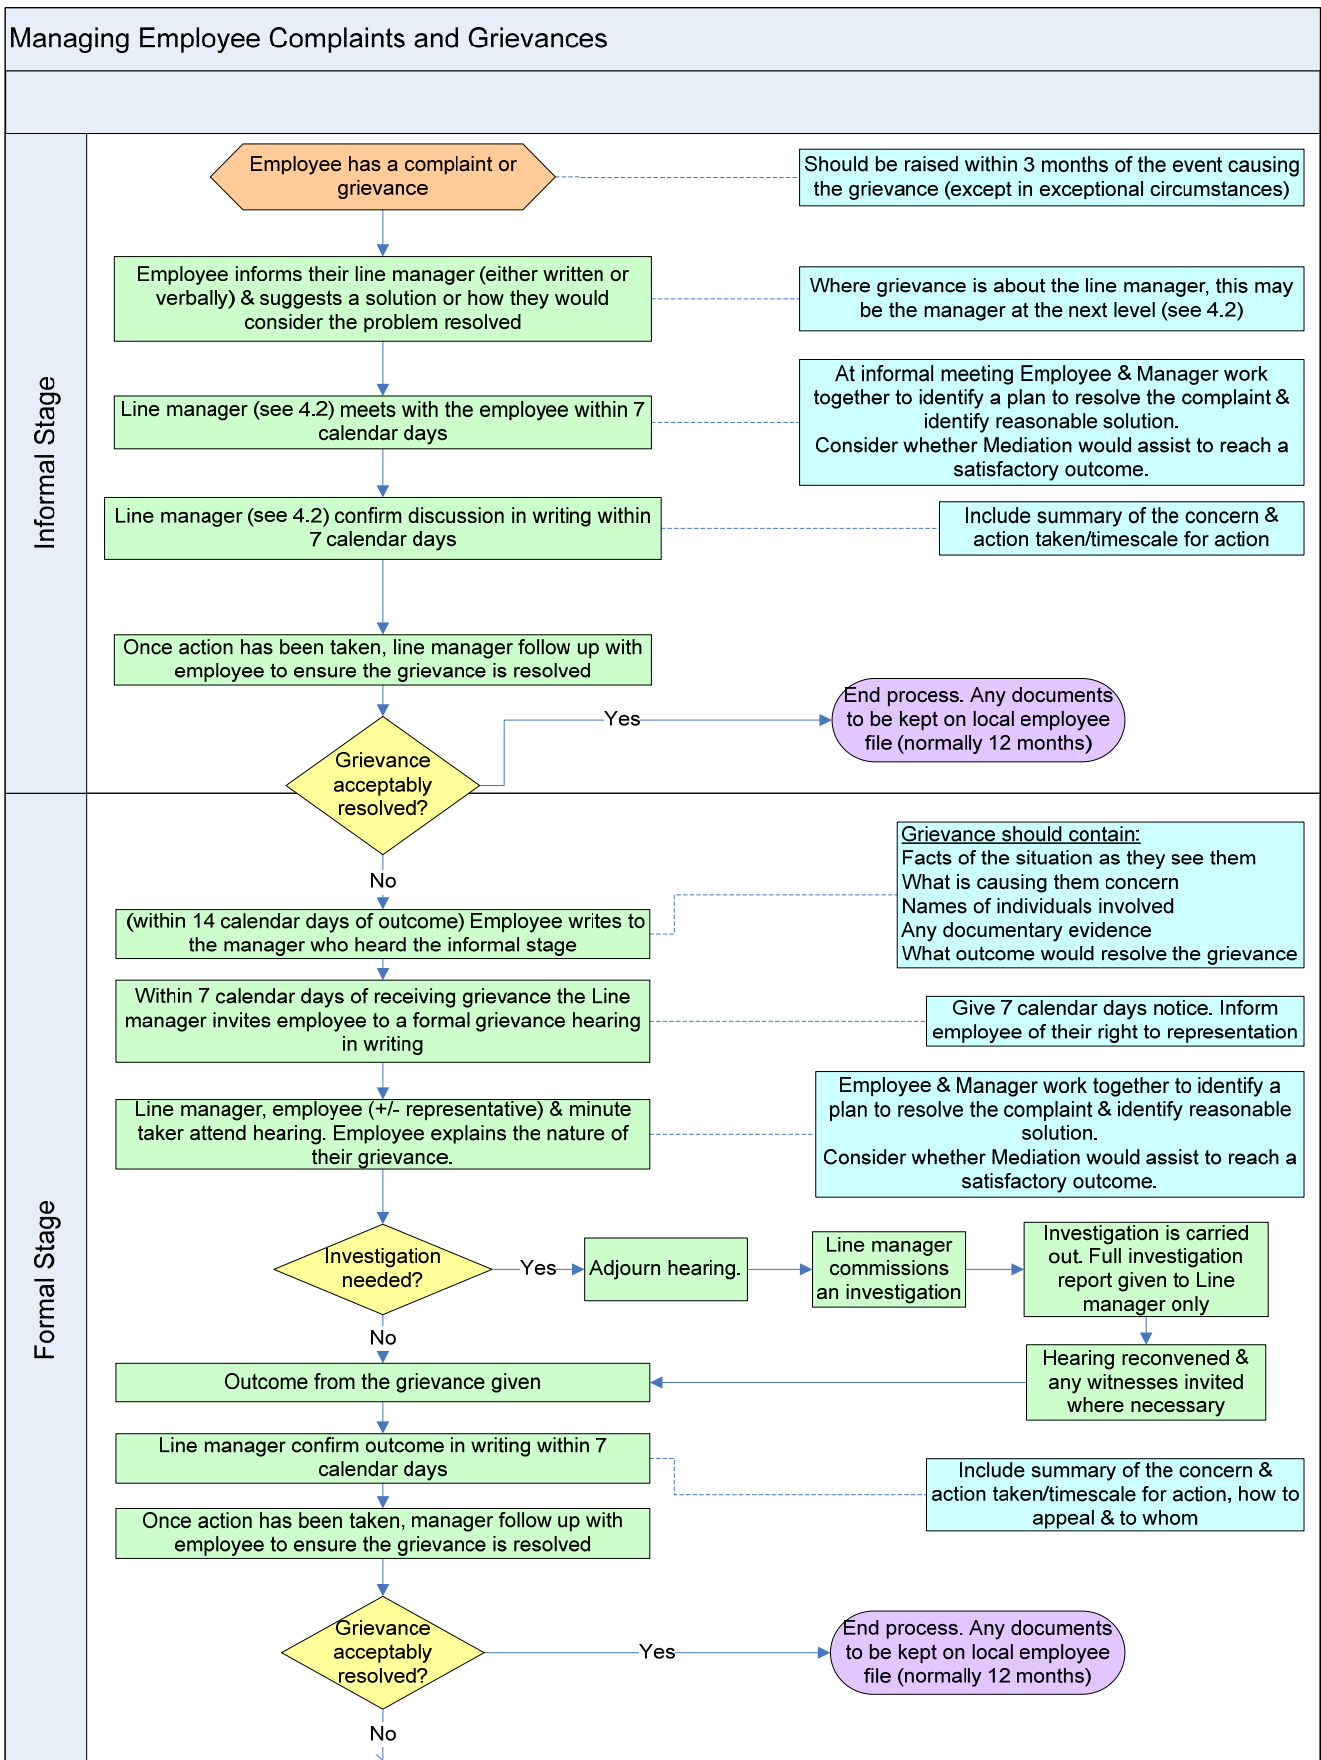 Managing Employee Complaints and Grievances
Informal Stage
Employee has a complaint or
grievance
Should be raised within 3 months of the event causing
the grievance (except in exceptional circumstances)
Employee informs their line manager (either written or
verbally) & suggests a solution or how they would
consider the problem resolved
Where grievance is about the line manager, this may
be the manager at the next level (see 4.2)
Line manager (see 4.2) meets with the employee within 7
calendar days
At informal meeting Employee & Manager work
together to identify a plan to resolve the complaint &
identify reasonable solution.
Consider whether Mediation would assist to reach a
satisfactory outcome.
Line manager (see 4.2) confirm discussion in writing within
7 calendar days
Include summary of the concern &
action taken/timescale for action
Once action has been taken, line manager follow up with
employee to ensure the grievance is resolved
Grievance
acceptably
resolved?
Yes
End process. Any documents
to be kept on local employee
file (normally 12 months)
Formal Stage
No
(within 14 calendar days of outcome) Employee writes to
the manager who heard the informal stage
Grievance should contain:
Facts of the situation as they see them
What is causing them concern
Names of individuals involved
Any documentary evidence
What outcome would resolve the grievance
Within 7 calendar days of receiving grievance the Line
manager invites employee to a formal grievance hearing
in writing
Give 7 calendar days notice. Inform
employee of their right to representation
Line manager, employee (+/- representative) & minute
taker attend hearing. Employee explains the nature of
their grievance.
Employee & Manager work together to identify a
plan to resolve the complaint & identify reasonable
solution.
Consider whether Mediation would assist to reach a
satisfactory outcome.
Investigation
needed?
Yes
Adjourn hearing.
Line manager
commissions
an investigation
Investigation is carried
out. Full investigation
report given to Line
manager only
Hearing reconvened &
any witnesses invited
where necessary
No
Outcome from the grievance given
Line manager confirm outcome in writing within 7
calendar days
Include summary of the concern &
action taken/timescale for action, how to
appeal & to whom
Once action has been taken, manager follow up with
employee to ensure the grievance is resolved
Grievance
acceptably
resolved?
Yes
End process. Any documents
to be kept on local employee
file (normally 12 months)
No